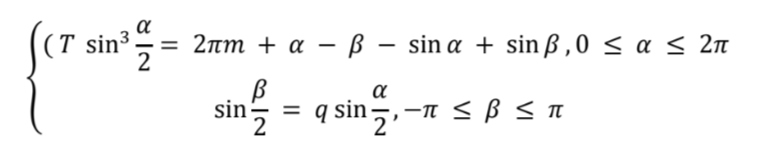 (T sin³ α/2 = 2πm + α − β − sin α + sin β , 0 ≤ α ≤ 2π
sin β/2 = q sin α/2 , −π ≤ β ≤ π